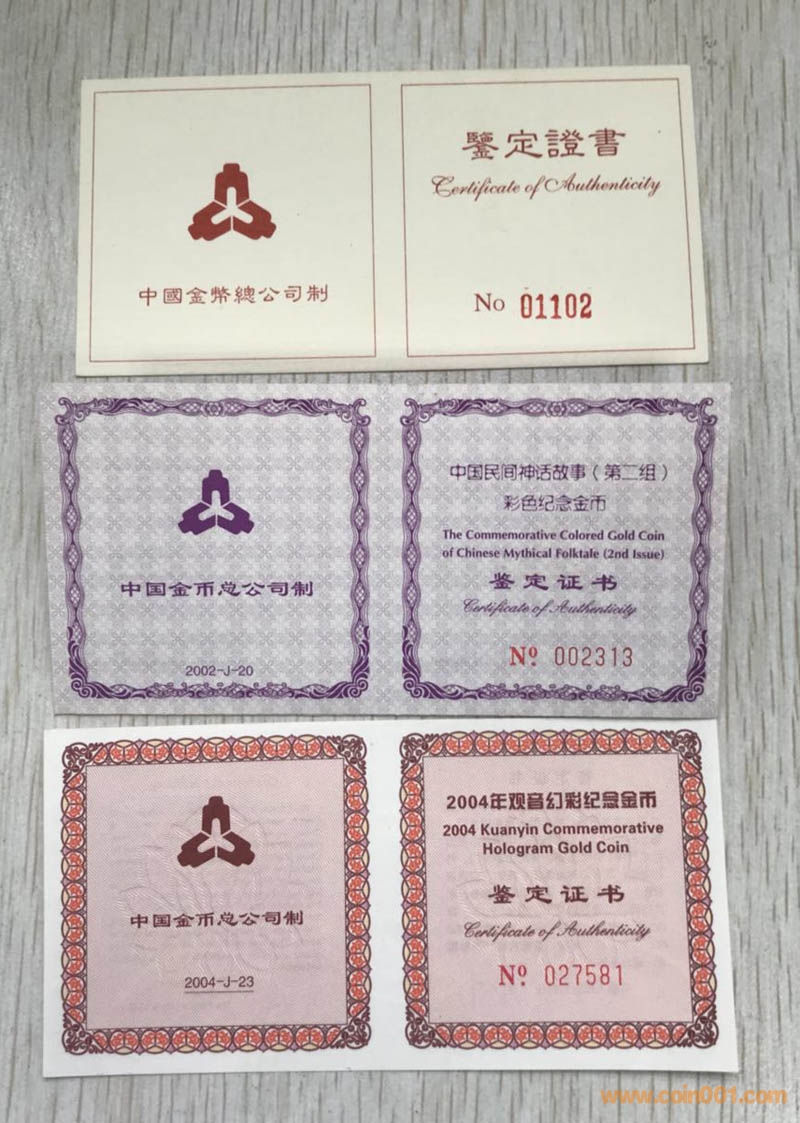 中國金幣總公司制
鑒定證書
Certificate of Authenticity
No 01102
中国金币总公司制
2002-J-20
中国民间神话故事（第二组）
彩色纪念金币
The Commemorative Colored Gold Coin
of Chinese Mythical Folktale (2nd Issue)
鉴定证书
Certificate of Authenticity
Nº 002313
中国金币总公司制
2004-J-23
2004年观音幻彩纪念金币
2004 Kuanyin Commemorative
Hologram Gold Coin
鉴定证书
Certificate of Authenticity
Nº 027581
www.coin001.com